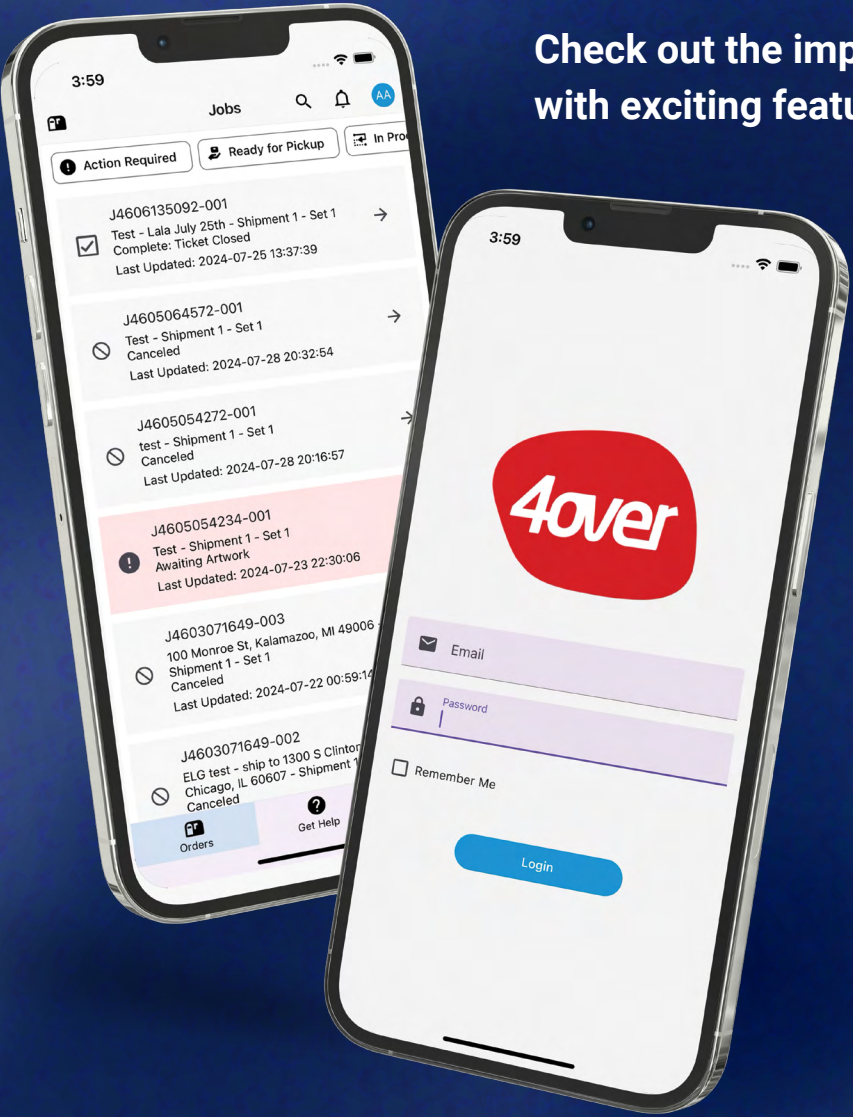 Check out the imp
with exciting featu
3:59
Jobs
AA
Action Required
Ready for Pickup
In Pro
J4606135092-001
Test - Lala July 25th - Shipment 1 - Set 1
Complete: Ticket Closed
Last Updated: 2024-07-25 13:37:39
J4605064572-001
Test - Shipment 1 - Set 1
Canceled
Last Updated: 2024-07-28 20:32:54
J4605054272-001
test - Shipment 1 - Set 1
Canceled
Last Updated: 2024-07-28 20:16:57
J4605054234-001
Test - Shipment 1 - Set 1
Awaiting Artwork
Last Updated: 2024-07-23 22:30:06
J4603071649-003
100 Monroe St, Kalamazoo, MI 49006 -
Shipment 1 - Set 1
Canceled
Last Updated: 2024-07-22 00:59:14
J4603071649-002
ELG test - ship to 1300 S Clinton
Chicago, IL 60607 - Shipment 1
Canceled
Orders
Get Help
3:59
4over
Email
Password
Remember Me
Login